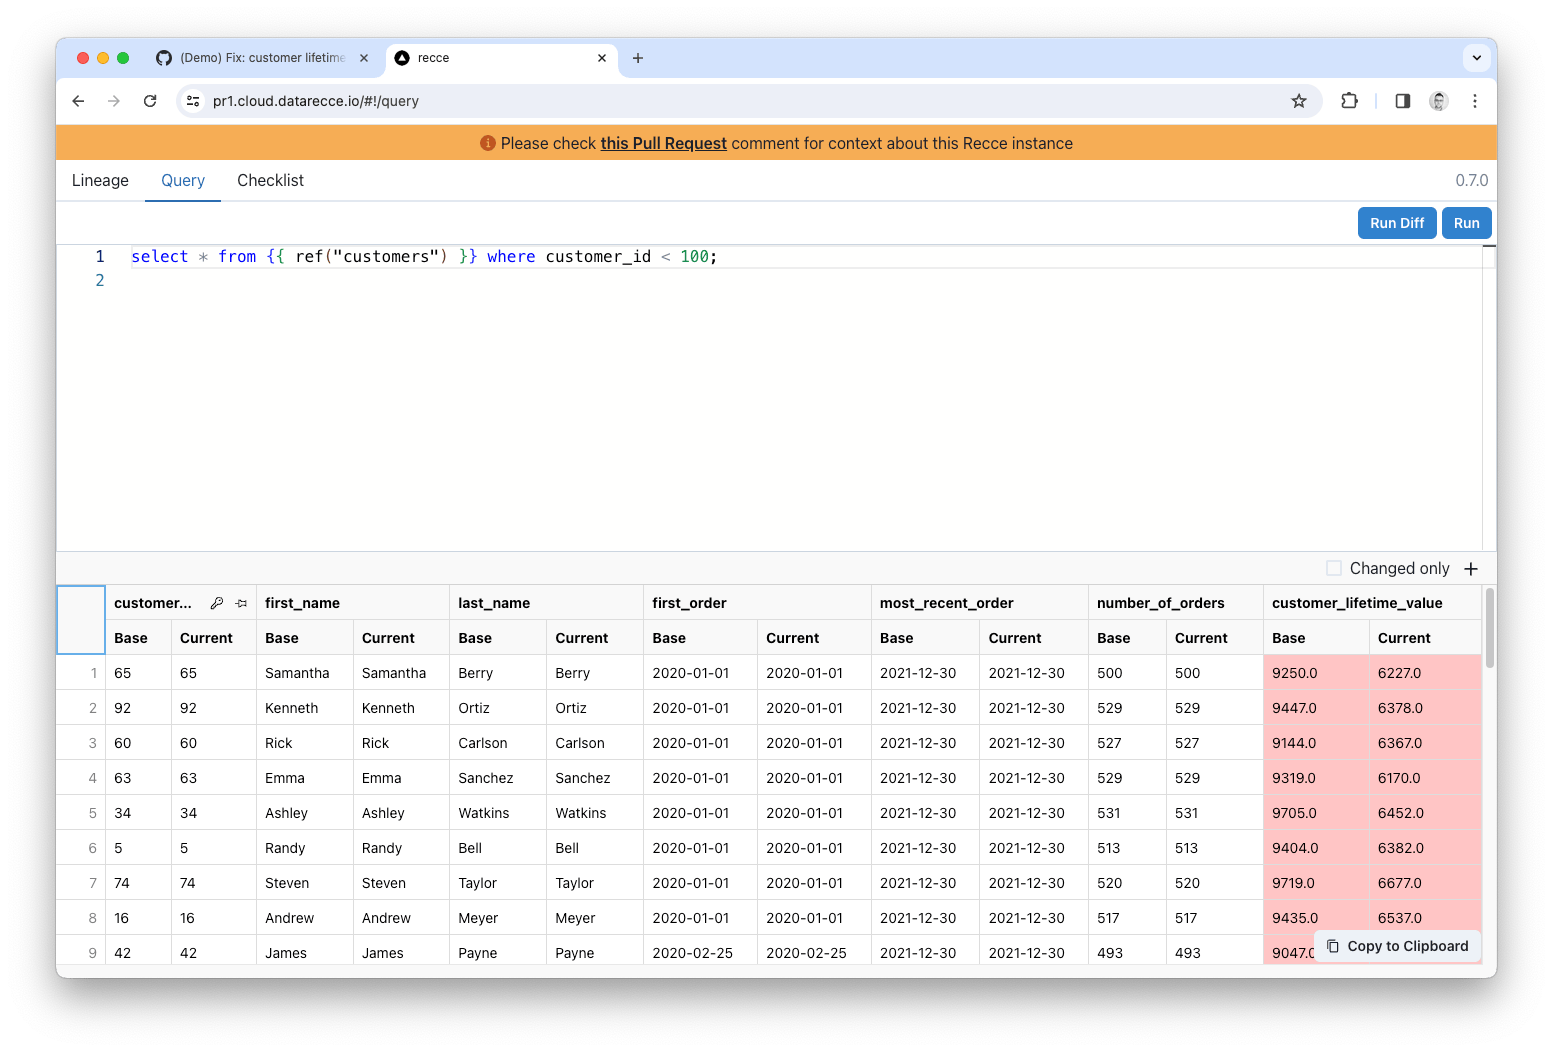 (Demo) Fix: customer lifetime
recce
pr1.cloud.datarecce.io/#!/query
Please check this Pull Request comment for context about this Recce instance
Lineage Query Checklist 0.7.0
Run Diff Run
1 select * from {{ ref("customers") }} where customer_id < 100;
2
Changed only +
customer... first_name last_name first_order most_recent_order number_of_orders customer_lifetime_value
Base Current Base Current Base Current Base Current Base Current Base Current Base Current
1 65 65 Samantha Samantha Berry Berry 2020-01-01 2020-01-01 2021-12-30 2021-12-30 500 500 9250.0 6227.0
2 92 92 Kenneth Kenneth Ortiz Ortiz 2020-01-01 2020-01-01 2021-12-30 2021-12-30 529 529 9447.0 6378.0
3 60 60 Rick Rick Carlson Carlson 2020-01-01 2020-01-01 2021-12-30 2021-12-30 527 527 9144.0 6367.0
4 63 63 Emma Emma Sanchez Sanchez 2020-01-01 2020-01-01 2021-12-30 2021-12-30 529 529 9319.0 6170.0
5 34 34 Ashley Ashley Watkins Watkins 2020-01-01 2020-01-01 2021-12-30 2021-12-30 531 531 9705.0 6452.0
6 5 5 Randy Randy Bell Bell 2020-01-01 2020-01-01 2021-12-30 2021-12-30 513 513 9404.0 6382.0
7 74 74 Steven Steven Taylor Taylor 2020-01-01 2020-01-01 2021-12-30 2021-12-30 520 520 9719.0 6677.0
8 16 16 Andrew Andrew Meyer Meyer 2020-01-01 2020-01-01 2021-12-30 2021-12-30 517 517 9435.0 6537.0
9 42 42 James James Payne Payne 2020-02-25 2020-02-25 2021-12-30 2021-12-30 493 493 9047.0
Copy to Clipboard